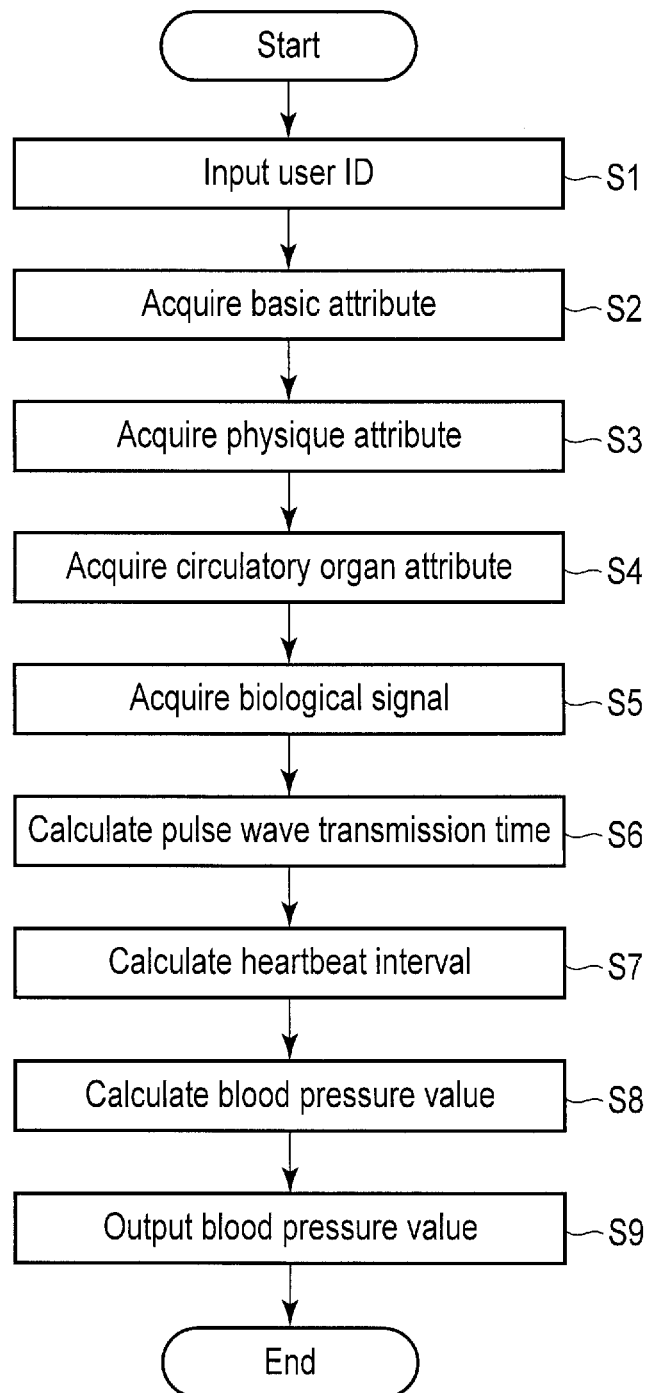 Start
Input user ID
S1
Acquire basic attribute
S2
Acquire physique attribute
S3
Acquire circulatory organ attribute
S4
Acquire biological signal
S5
Calculate pulse wave transmission time
S6
Calculate heartbeat interval
S7
Calculate blood pressure value
S8
Output blood pressure value
S9
End